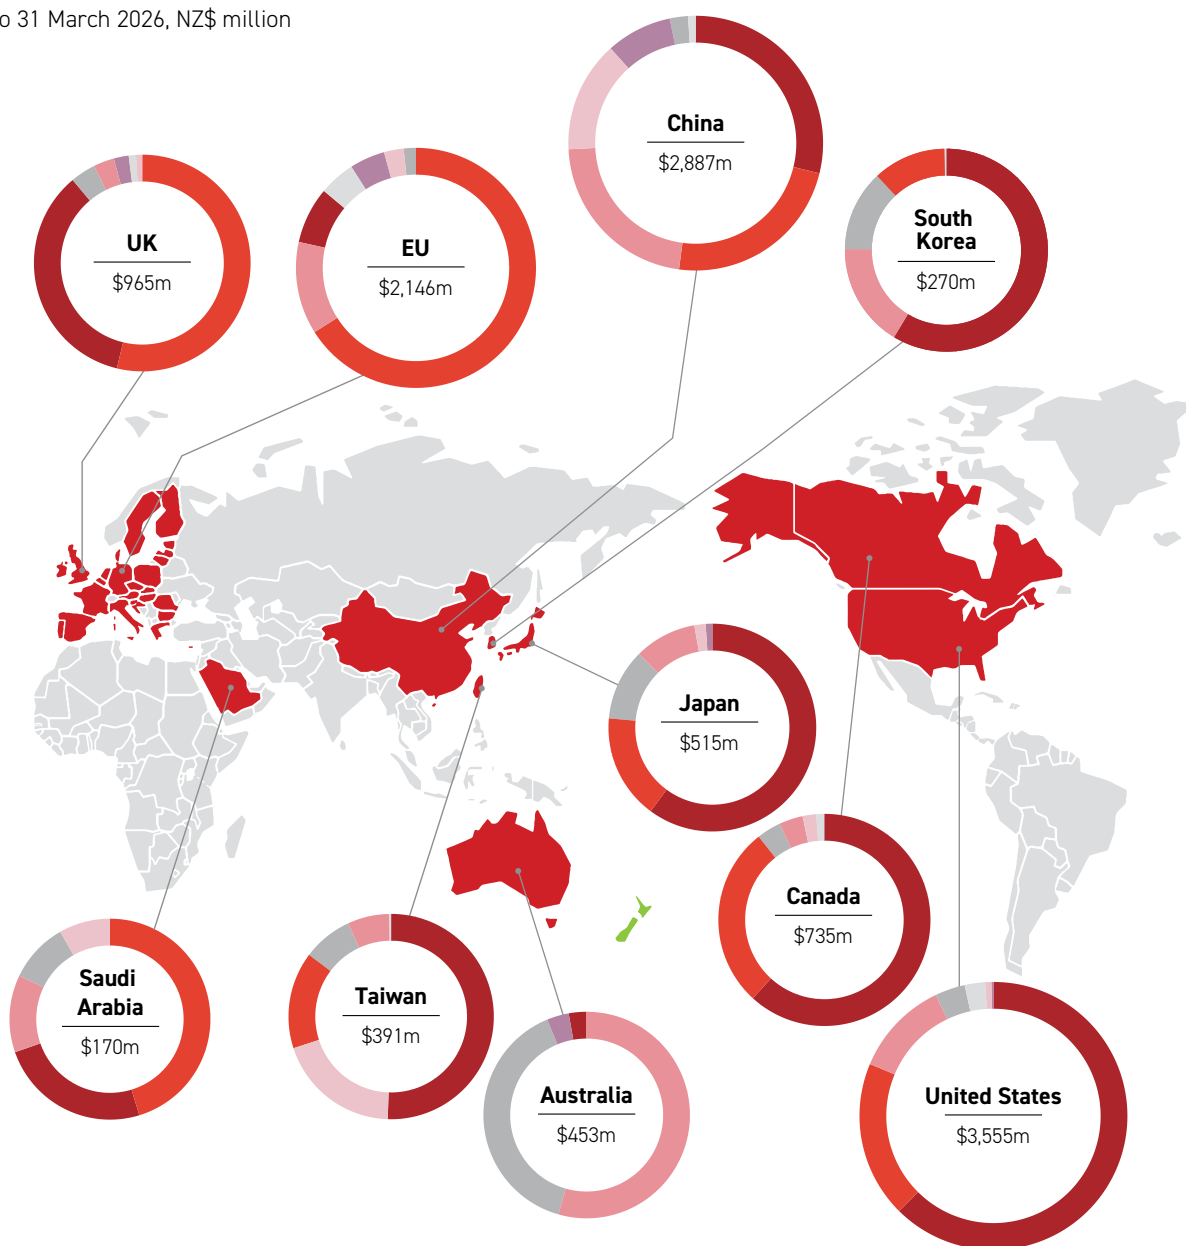 o 31 March 2026, NZ$ million
China
$2,887m
UK
$965m
EU
$2,146m
South
Korea
$270m
Japan
$515m
Canada
$735m
Saudi
Arabia
$170m
Taiwan
$391m
Australia
$453m
United States
$3,555m